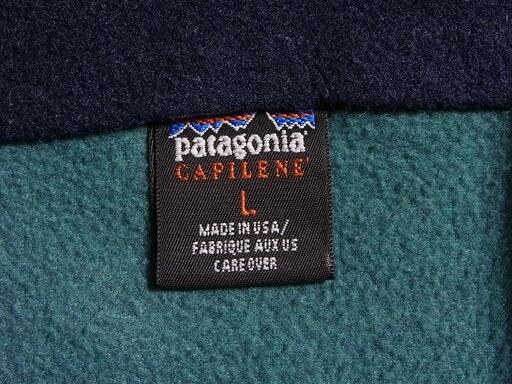 patagonia
CAPILENE®
L
MADE IN USA/
FABRIQUE AUX US
CARE OVER